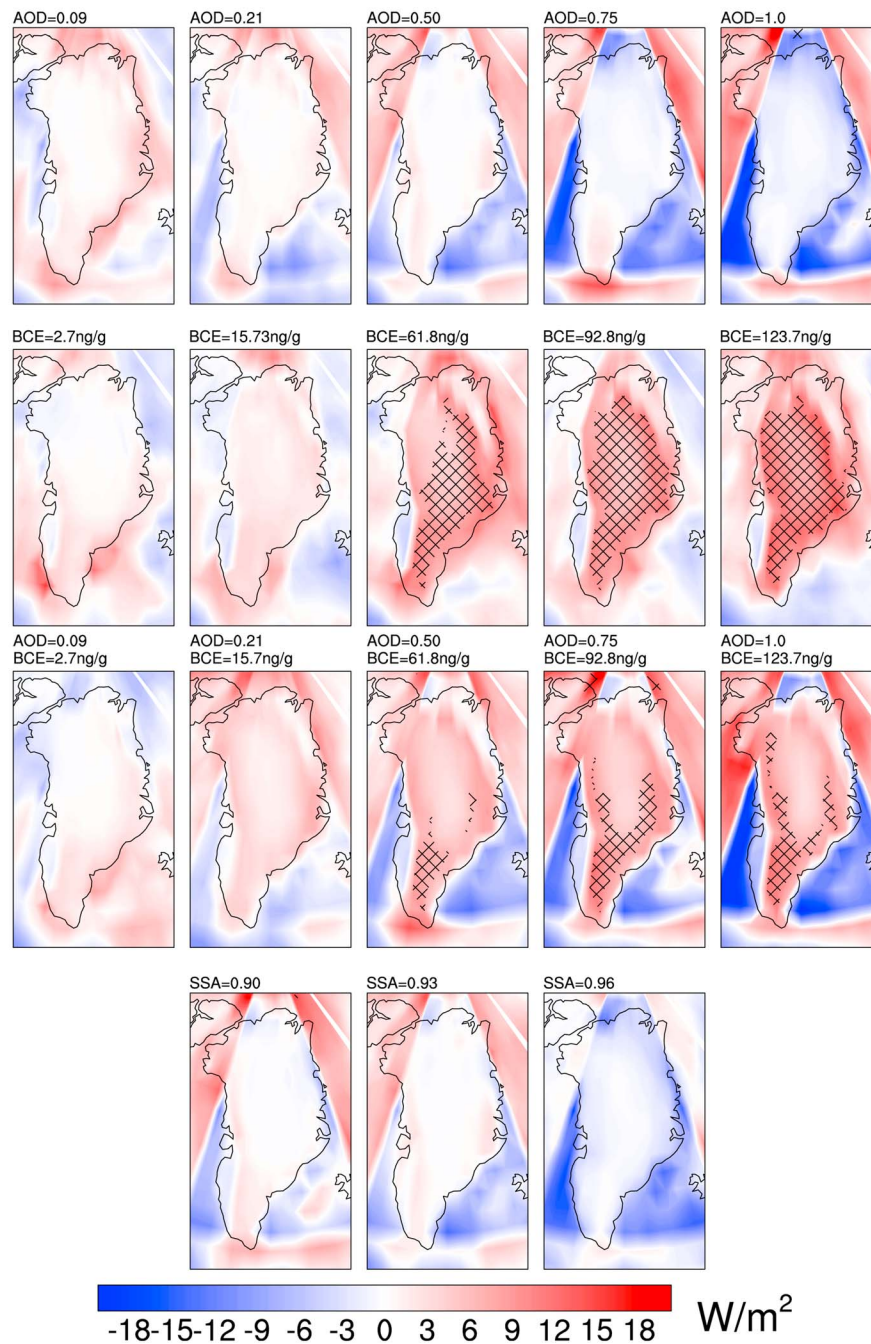 AOD=0.09 AOD=0.21 AOD=0.50 AOD=0.75 AOD=1.0
BCE=2.7ng/g BCE=15.73ng/g BCE=61.8ng/g BCE=92.8ng/g BCE=123.7ng/g
AOD=0.09 AOD=0.21 AOD=0.50 AOD=0.75 AOD=1.0
BCE=2.7ng/g BCE=15.7ng/g BCE=61.8ng/g BCE=92.8ng/g BCE=123.7ng/g
SSA=0.90 SSA=0.93 SSA=0.96
-18 -15 -12 -9 -6 -3 0 3 6 9 12 15 18 W/m²